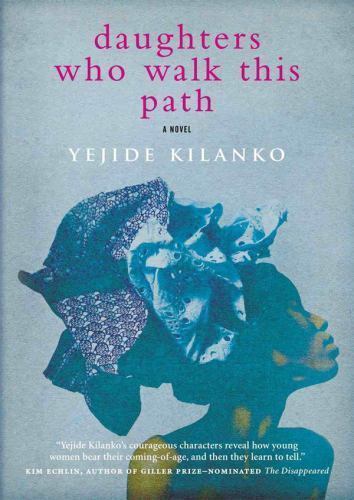 daughters
who walk this
path
A NOVEL
YEJIDE KILANKO
"Yejide Kilanko's courageous characters reveal how young
women bear their coming-of-age, and then they learn to tell."
KIM ECHLIN, AUTHOR OF GILLER PRIZE–NOMINATED The Disappeared